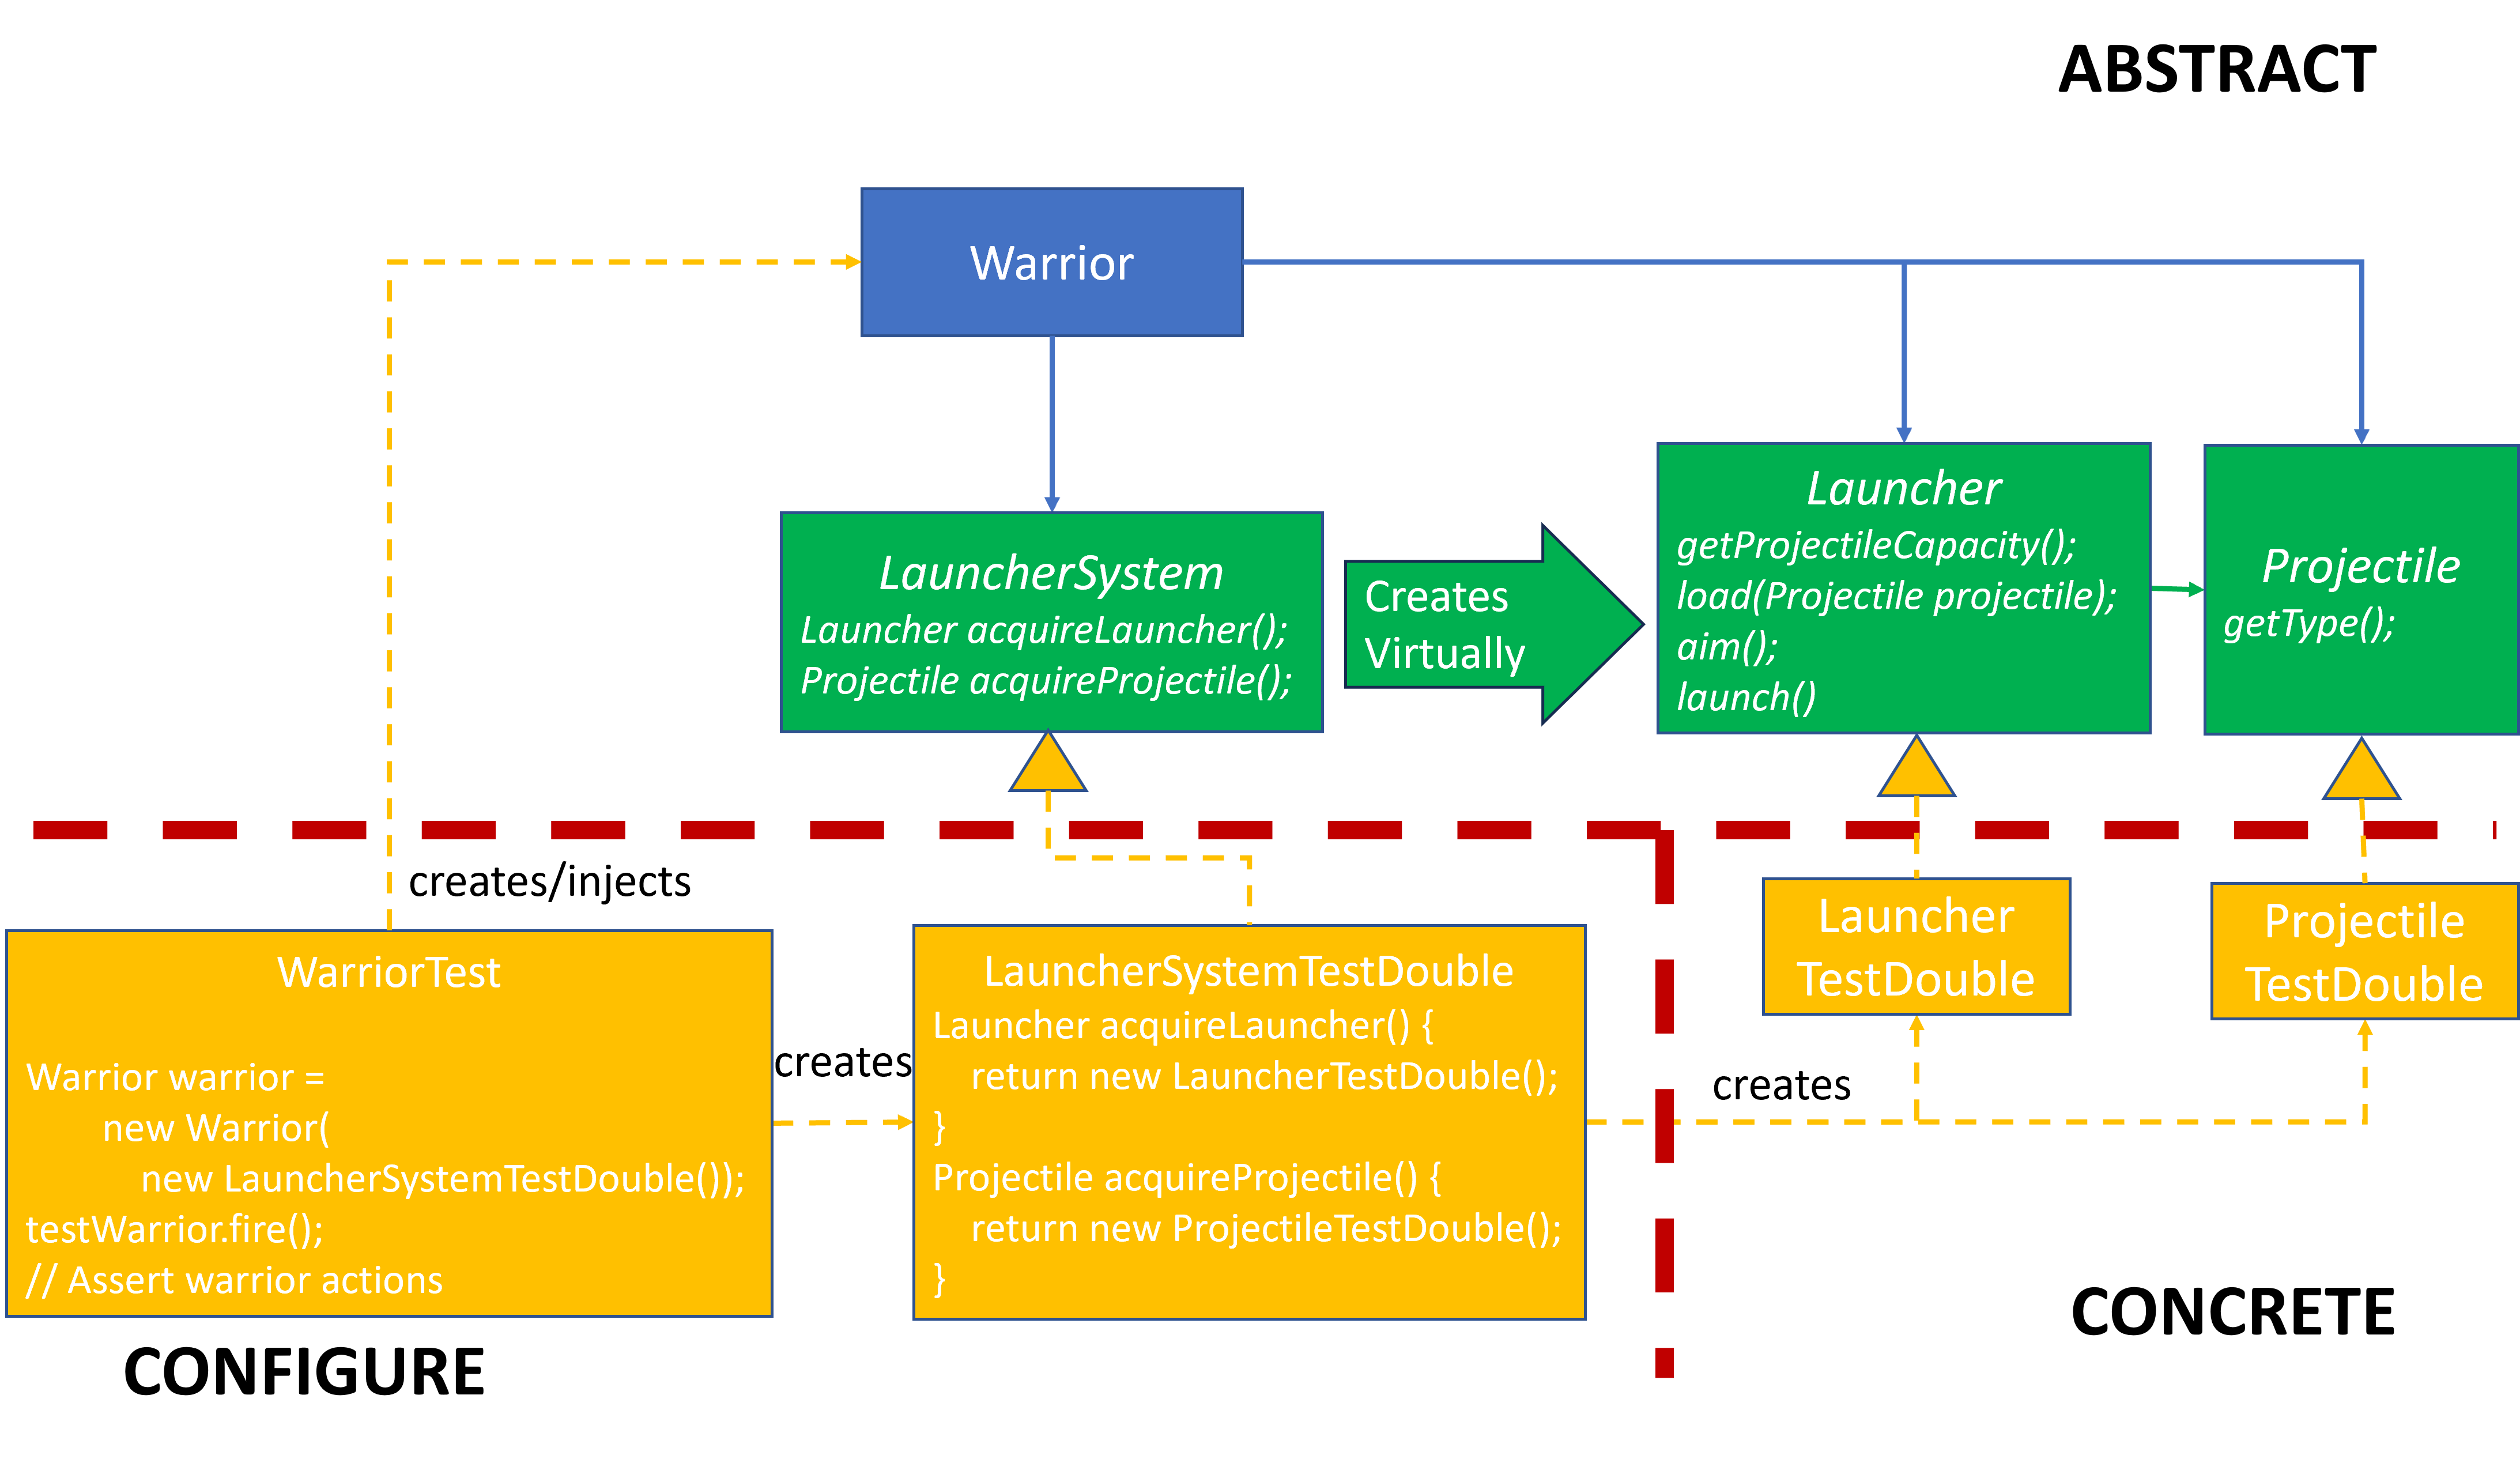 ABSTRACT
Warrior
LauncherSystem
Launcher acquireLauncher();
Projectile acquireProjectile();
Creates
Virtually
Launcher
getProjectileCapacity();
load(Projectile projectile);
aim();
launch()
Projectile
getType();
creates/injects
WarriorTest
Warrior warrior =
new Warrior(
new LauncherSystemTestDouble());
testWarrior.fire();
// Assert warrior actions
creates
LauncherSystemTestDouble
Launcher acquireLauncher() {
return new LauncherTestDouble();
}
Projectile acquireProjectile() {
return new ProjectileTestDouble();
}
creates
Launcher
TestDouble
Projectile
TestDouble
CONFIGURE
CONCRETE